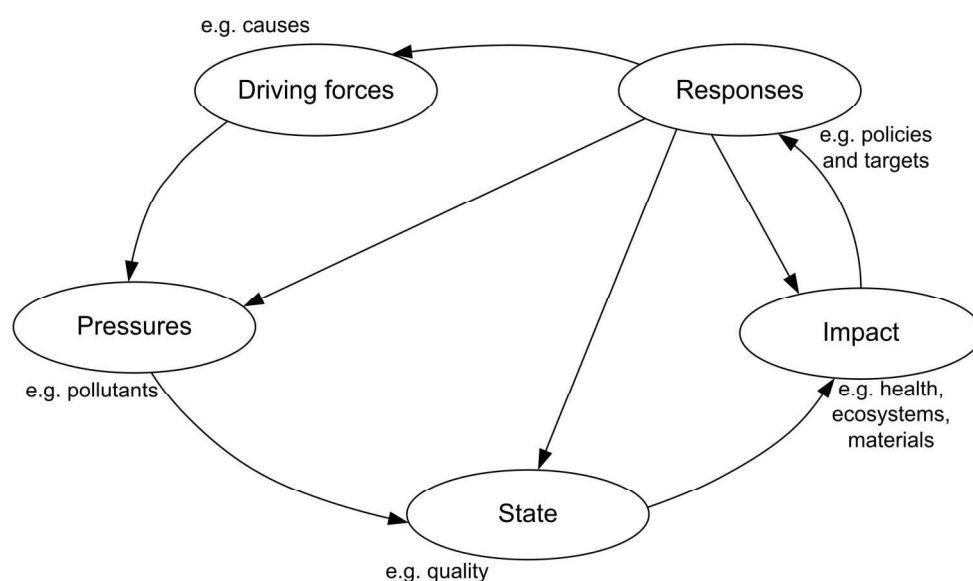 e.g. causes
Driving forces
Responses
e.g. policies
and targets
Pressures
e.g. pollutants
Impact
e.g. health,
ecosystems,
materials
State
e.g. quality